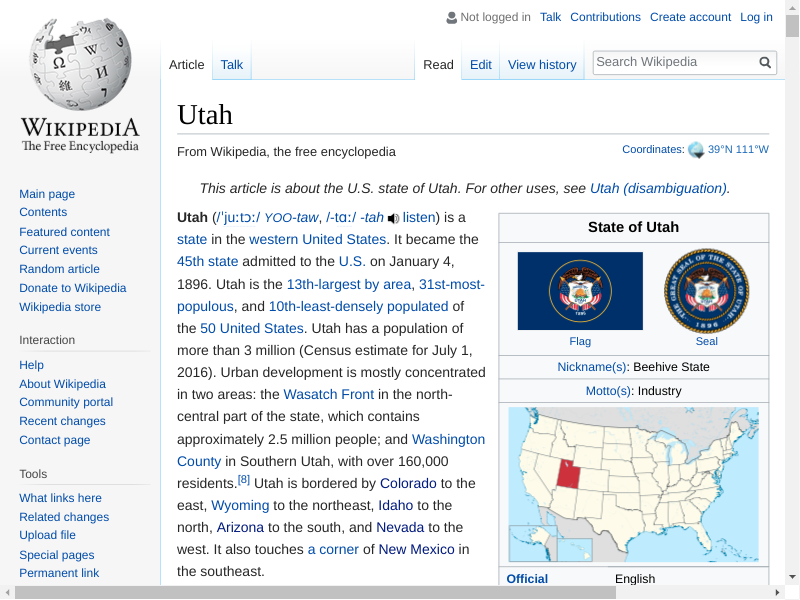 Not logged in Talk Contributions Create account Log in
Article Talk Read Edit View history Search Wikipedia
WIKIPEDIA
The Free Encyclopedia
Main page
Contents
Featured content
Current events
Random article
Donate to Wikipedia
Wikipedia store
Interaction
Help
About Wikipedia
Community portal
Recent changes
Contact page
Tools
What links here
Related changes
Upload file
Special pages
Permanent link
Utah
From Wikipedia, the free encyclopedia
Coordinates: 39°N 111°W
This article is about the U.S. state of Utah. For other uses, see Utah (disambiguation).
Utah (/ˈjuːtɔː/ YOO-taw, /-tɑː/ -tah listen) is a
state in the western United States. It became the
45th state admitted to the U.S. on January 4,
1896. Utah is the 13th-largest by area, 31st-most-
populous, and 10th-least-densely populated of
the 50 United States. Utah has a population of
more than 3 million (Census estimate for July 1,
2016). Urban development is mostly concentrated
in two areas: the Wasatch Front in the north-
central part of the state, which contains
approximately 2.5 million people; and Washington
County in Southern Utah, with over 160,000
residents.[8] Utah is bordered by Colorado to the
east, Wyoming to the northeast, Idaho to the
north, Arizona to the south, and Nevada to the
west. It also touches a corner of New Mexico in
the southeast.
State of Utah
THE GREAT SEAL OF THE STATE OF UTAH
1896
Flag Seal
Nickname(s): Beehive State
Motto(s): Industry
Official English